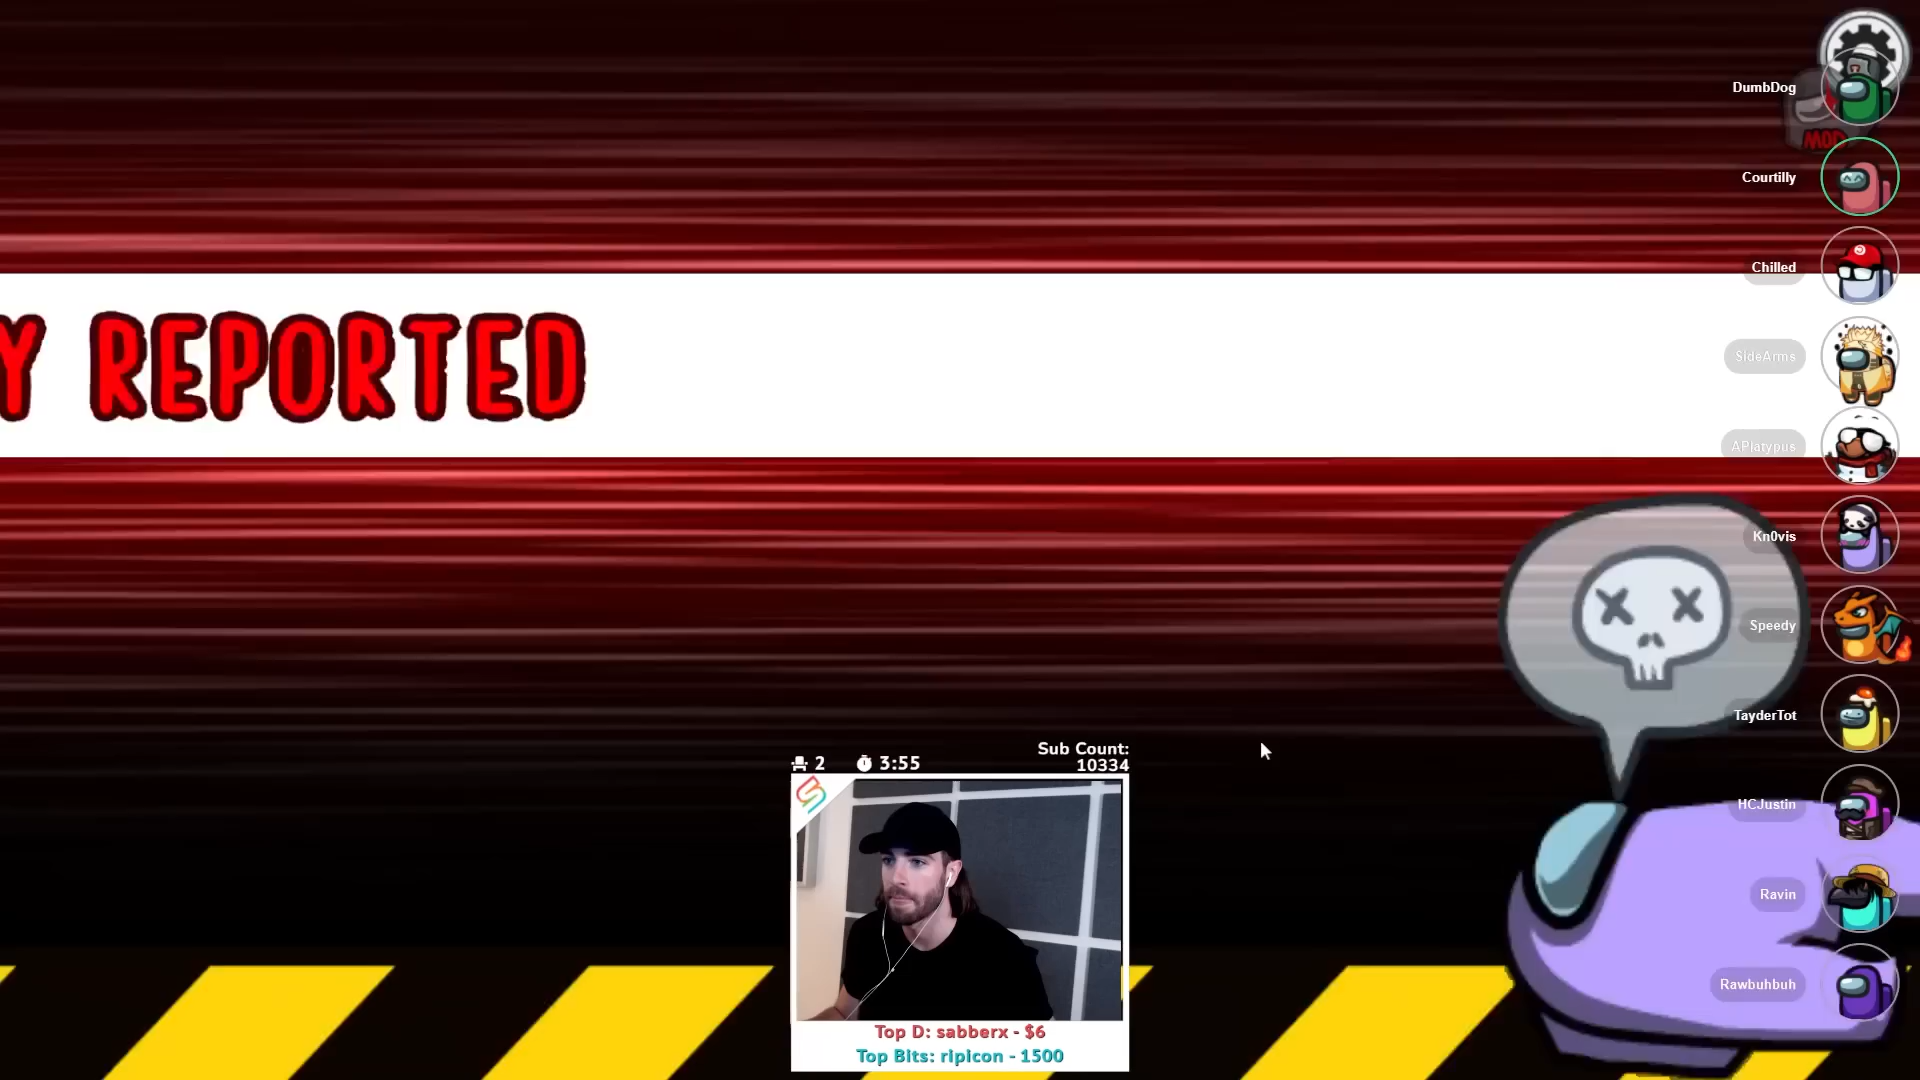 DumbDog
MOD
Courtilly
Chilled
Y REPORTED
SideArms
APlatypus
Kn0vis
Speedy
TayderTot
HCJustin
Ravin
Rawbuhbuh
2 3:55 Sub Count:
10334
Top D: sabberx - $6
Top Bits: ripicon - 1500